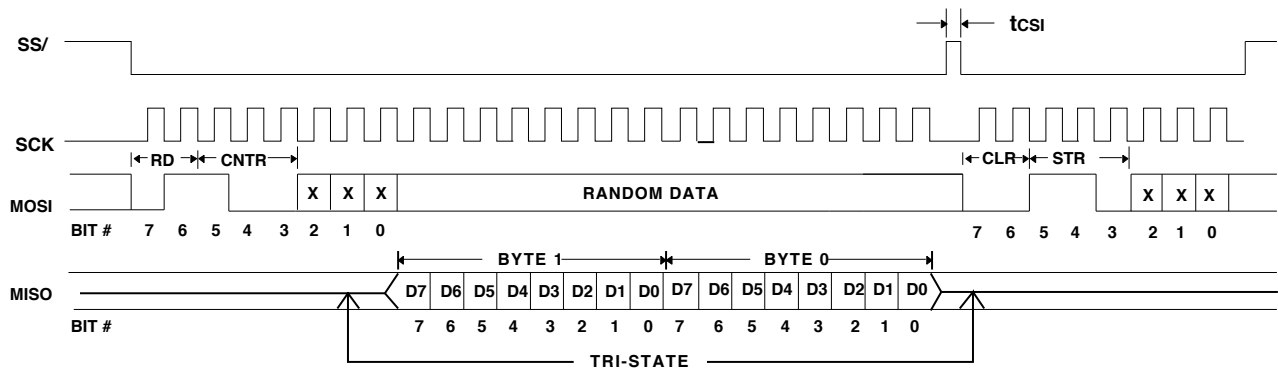 tCSI
SS/
SCK
RD CNTR CLR STR
MOSI X X X RANDOM DATA X X X
BIT # 7 6 5 4 3 2 1 0 7 6 5 4 3 2 1 0
BYTE 1 BYTE 0
MISO D7 D6 D5 D4 D3 D2 D1 D0 D7 D6 D5 D4 D3 D2 D1 D0
BIT # 7 6 5 4 3 2 1 0 7 6 5 4 3 2 1 0
TRI-STATE